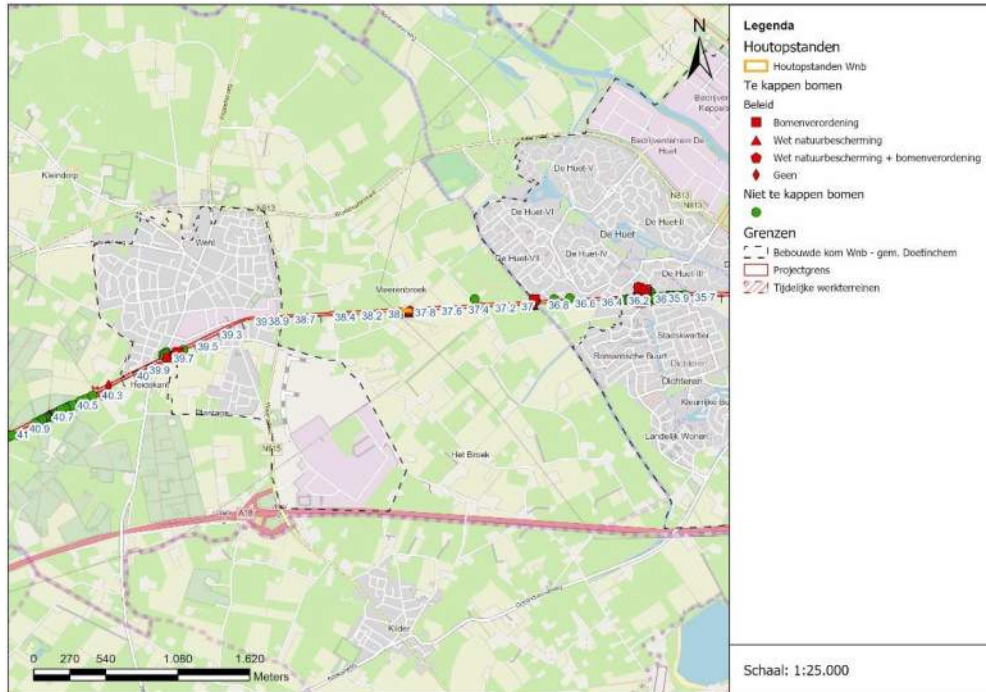 N
Kleindorp
Wehl
N813
Meerenbroek
De Huet-V
De Huet-VI
De Huet-II
De Huet
De Huet-VII
De Huet-IV
De Huet-III
Bedrijventerrein De
Huet
N813
N813
39
38.9
38.7
38.4
38.2
38
37.8
37.6
37.4
37.2
37
36.8
36.6
36.4
36.2
36
35.9
35.7
39.3
39.5
39.7
39.9
40
40.3
40.5
40.7
40.9
41
Heidekant
Stadskwartier
Romantische Buurt
Dichteren
Dichteren
Landelijk Wonen
Het Broek
N815
A18
Kilder
0 270 540 1.080 1.620
Meters
Legenda
Houtopstanden
Houtopstanden Wnb
Te kappen bomen
Beleid
Bomenverordening
Wet natuurbescherming
Wet natuurbescherming + bomenverordening
Geen
Niet te kappen bomen
Grenzen
Bebouwde kom Wnb - gem. Doetinchem
Projectgrens
Tijdelijke werkterreinen
Schaal: 1:25.000